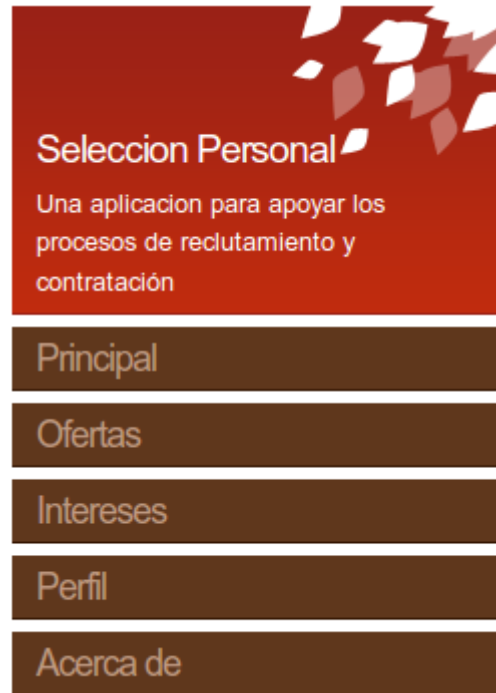 Seleccion Personal
Una aplicacion para apoyar los
procesos de reclutamiento y
contratación
Principal
Ofertas
Intereses
Perfil
Acerca de